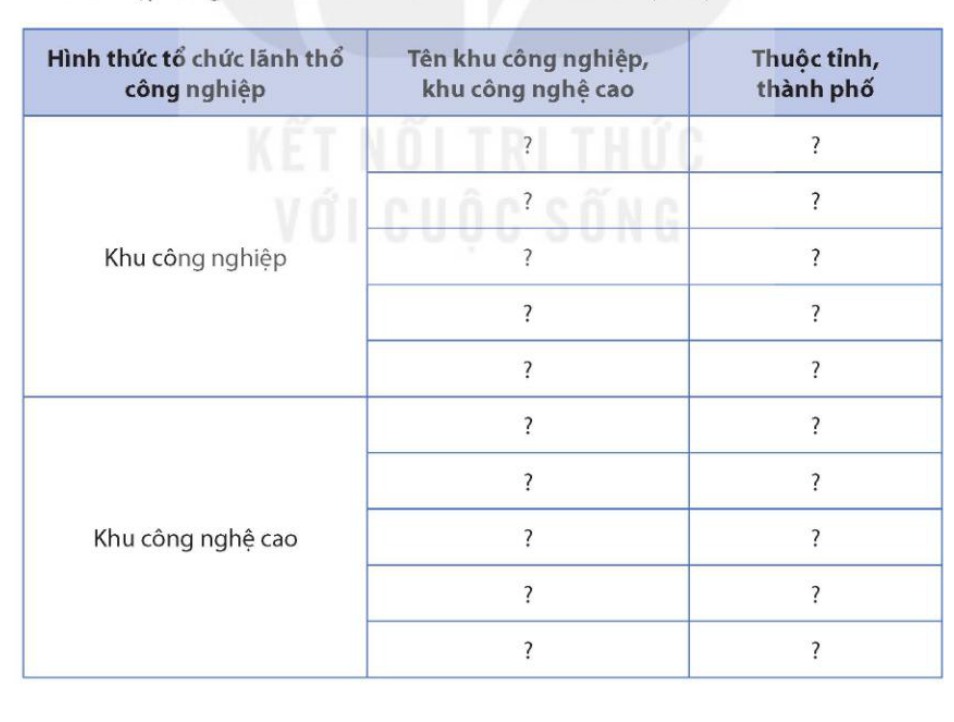 Hình thức tổ chức lãnh thổ
công nghiệp
Tên khu công nghiệp,
khu công nghệ cao
Thuộc tỉnh,
thành phố
KẾT NỐI TRI THỨC
VỚI CUỘC SỐNG
Khu công nghiệp
? ?
? ?
? ?
? ?
? ?
Khu công nghệ cao
? ?
? ?
? ?
? ?
? ?